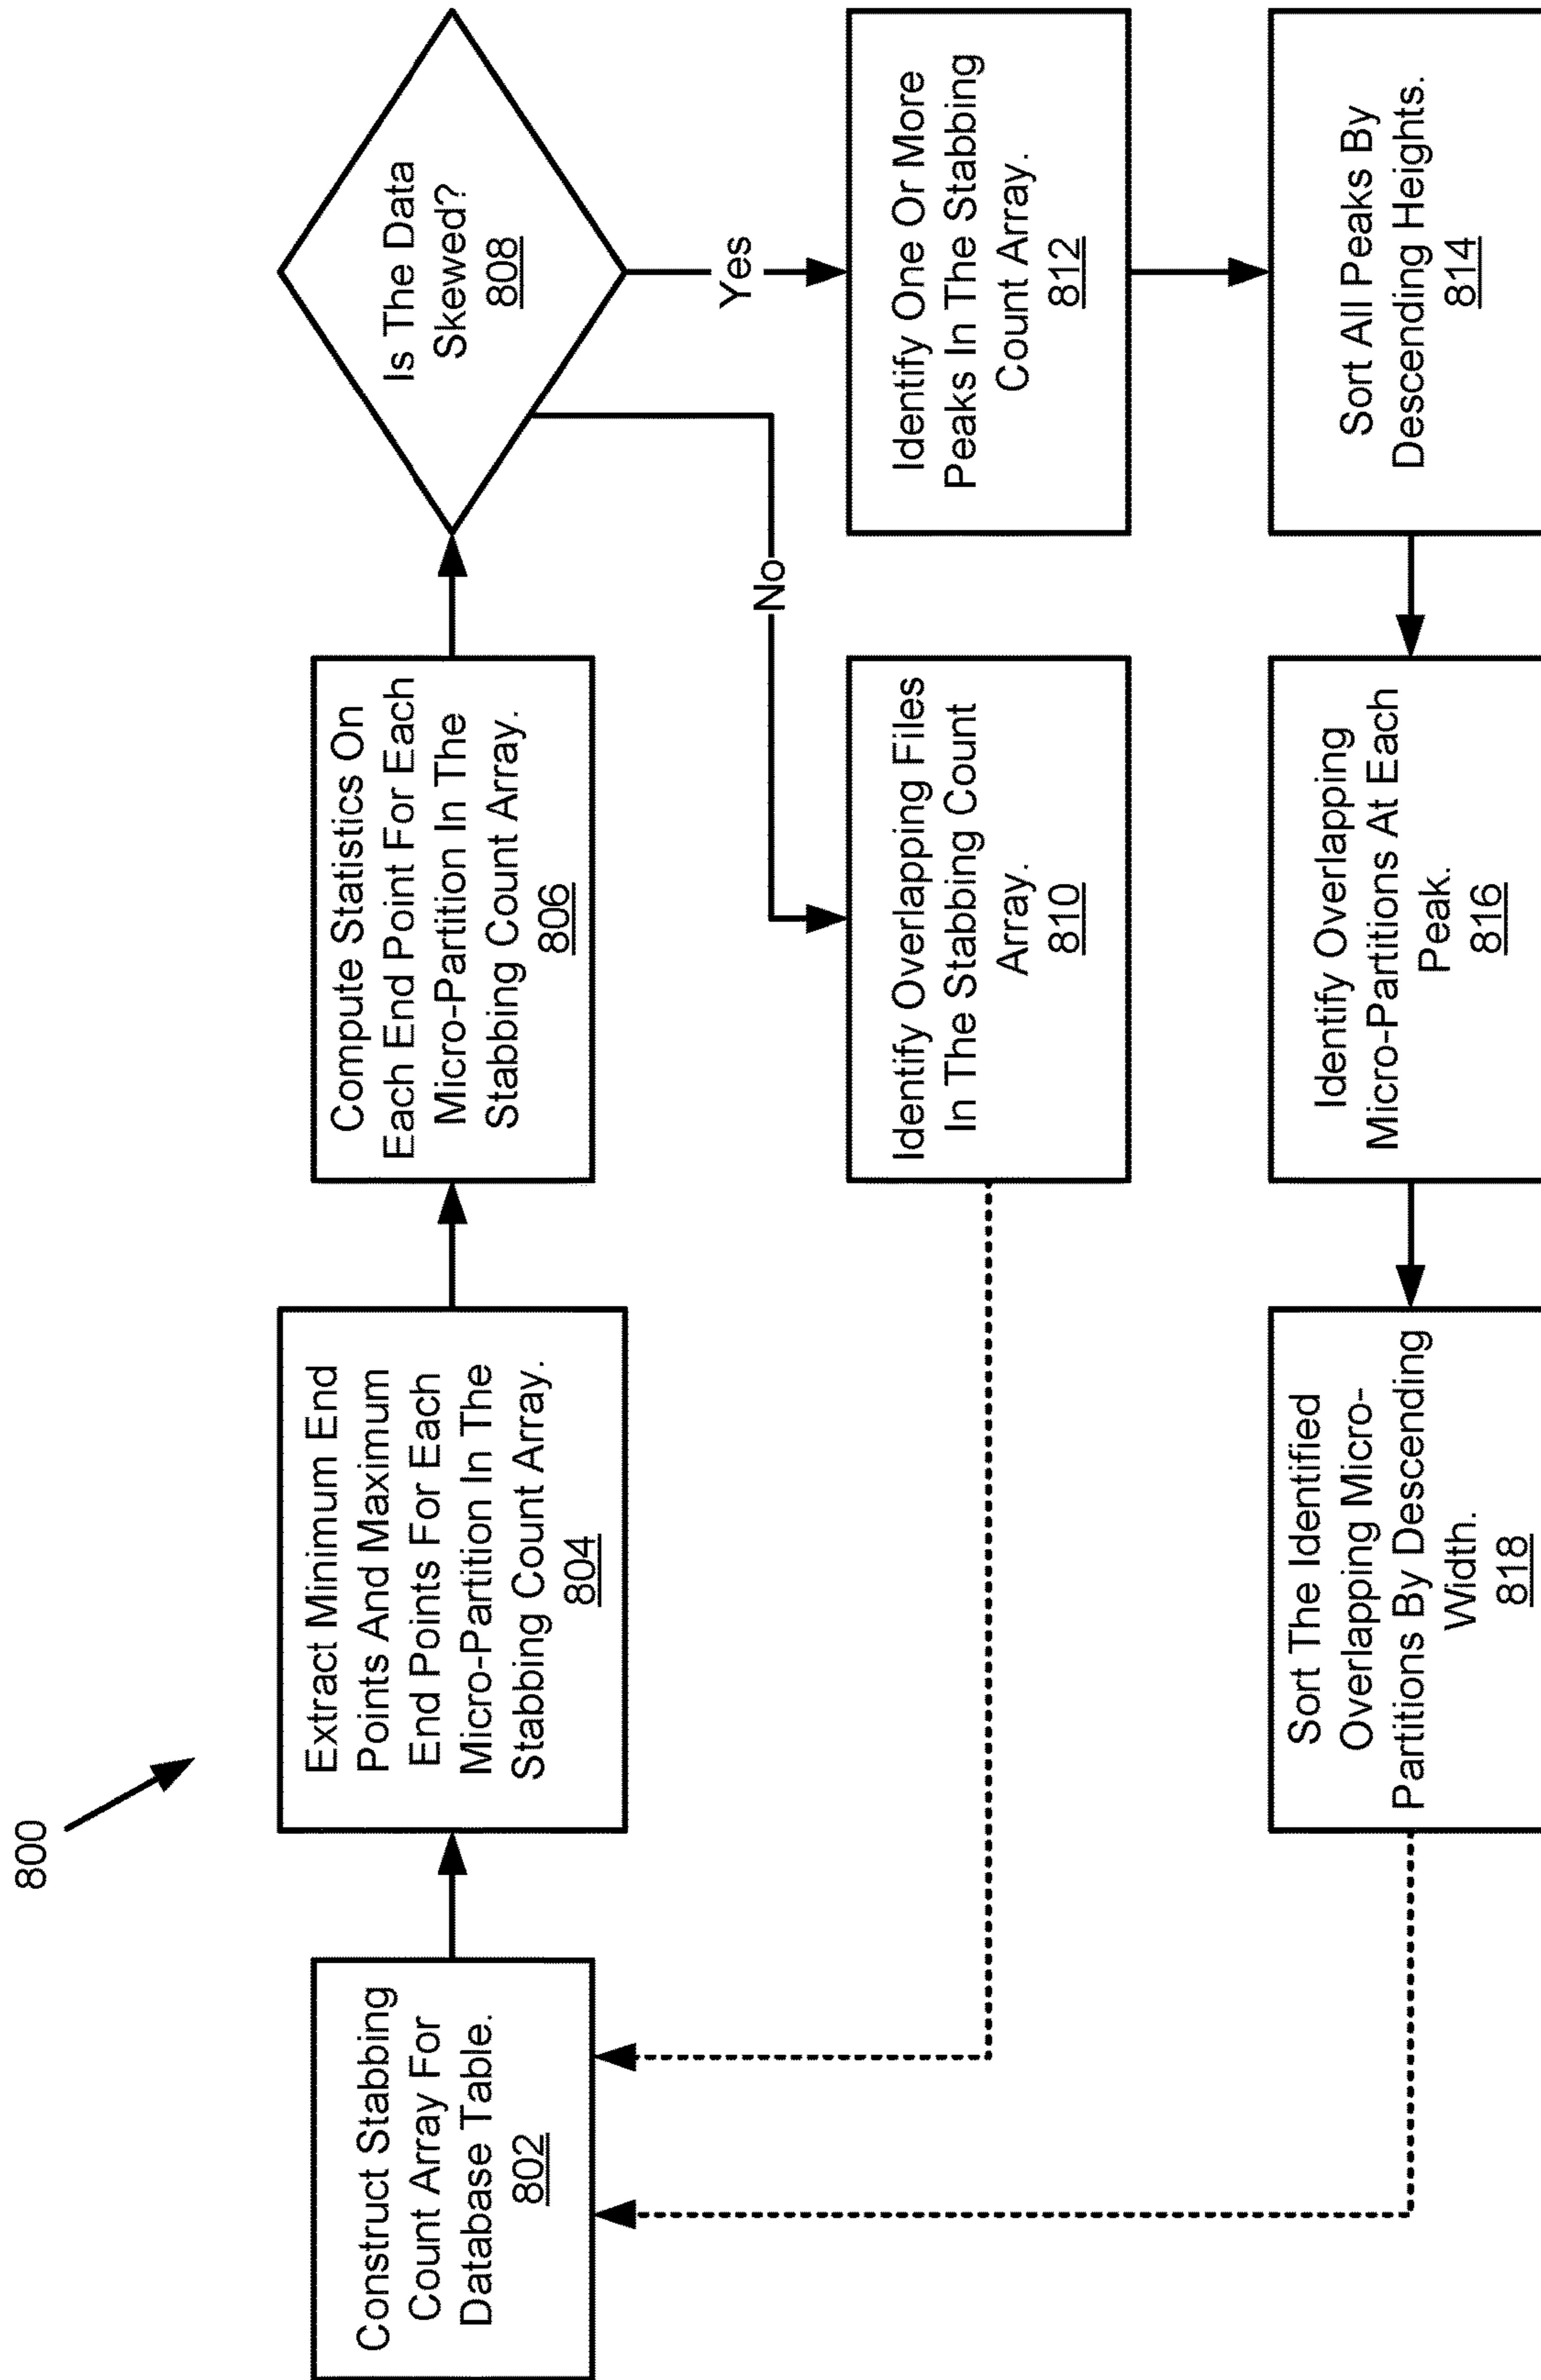 800
Construct Stabbing
Count Array For
Database Table.
802
Extract Minimum End
Points And Maximum
End Points For Each
Micro-Partition In The
Stabbing Count Array.
804
Compute Statistics On
Each End Point For Each
Micro-Partition In The
Stabbing Count Array.
806
Is The Data
Skewed?
808
No
Yes
Identify Overlapping Files
In The Stabbing Count
Array.
810
Identify One Or More
Peaks In The Stabbing
Count Array.
812
Sort All Peaks By
Descending Heights.
814
Identify Overlapping
Micro-Partitions At Each
Peak.
816
Sort The Identified
Overlapping Micro-
Partitions By Descending
Width.
818